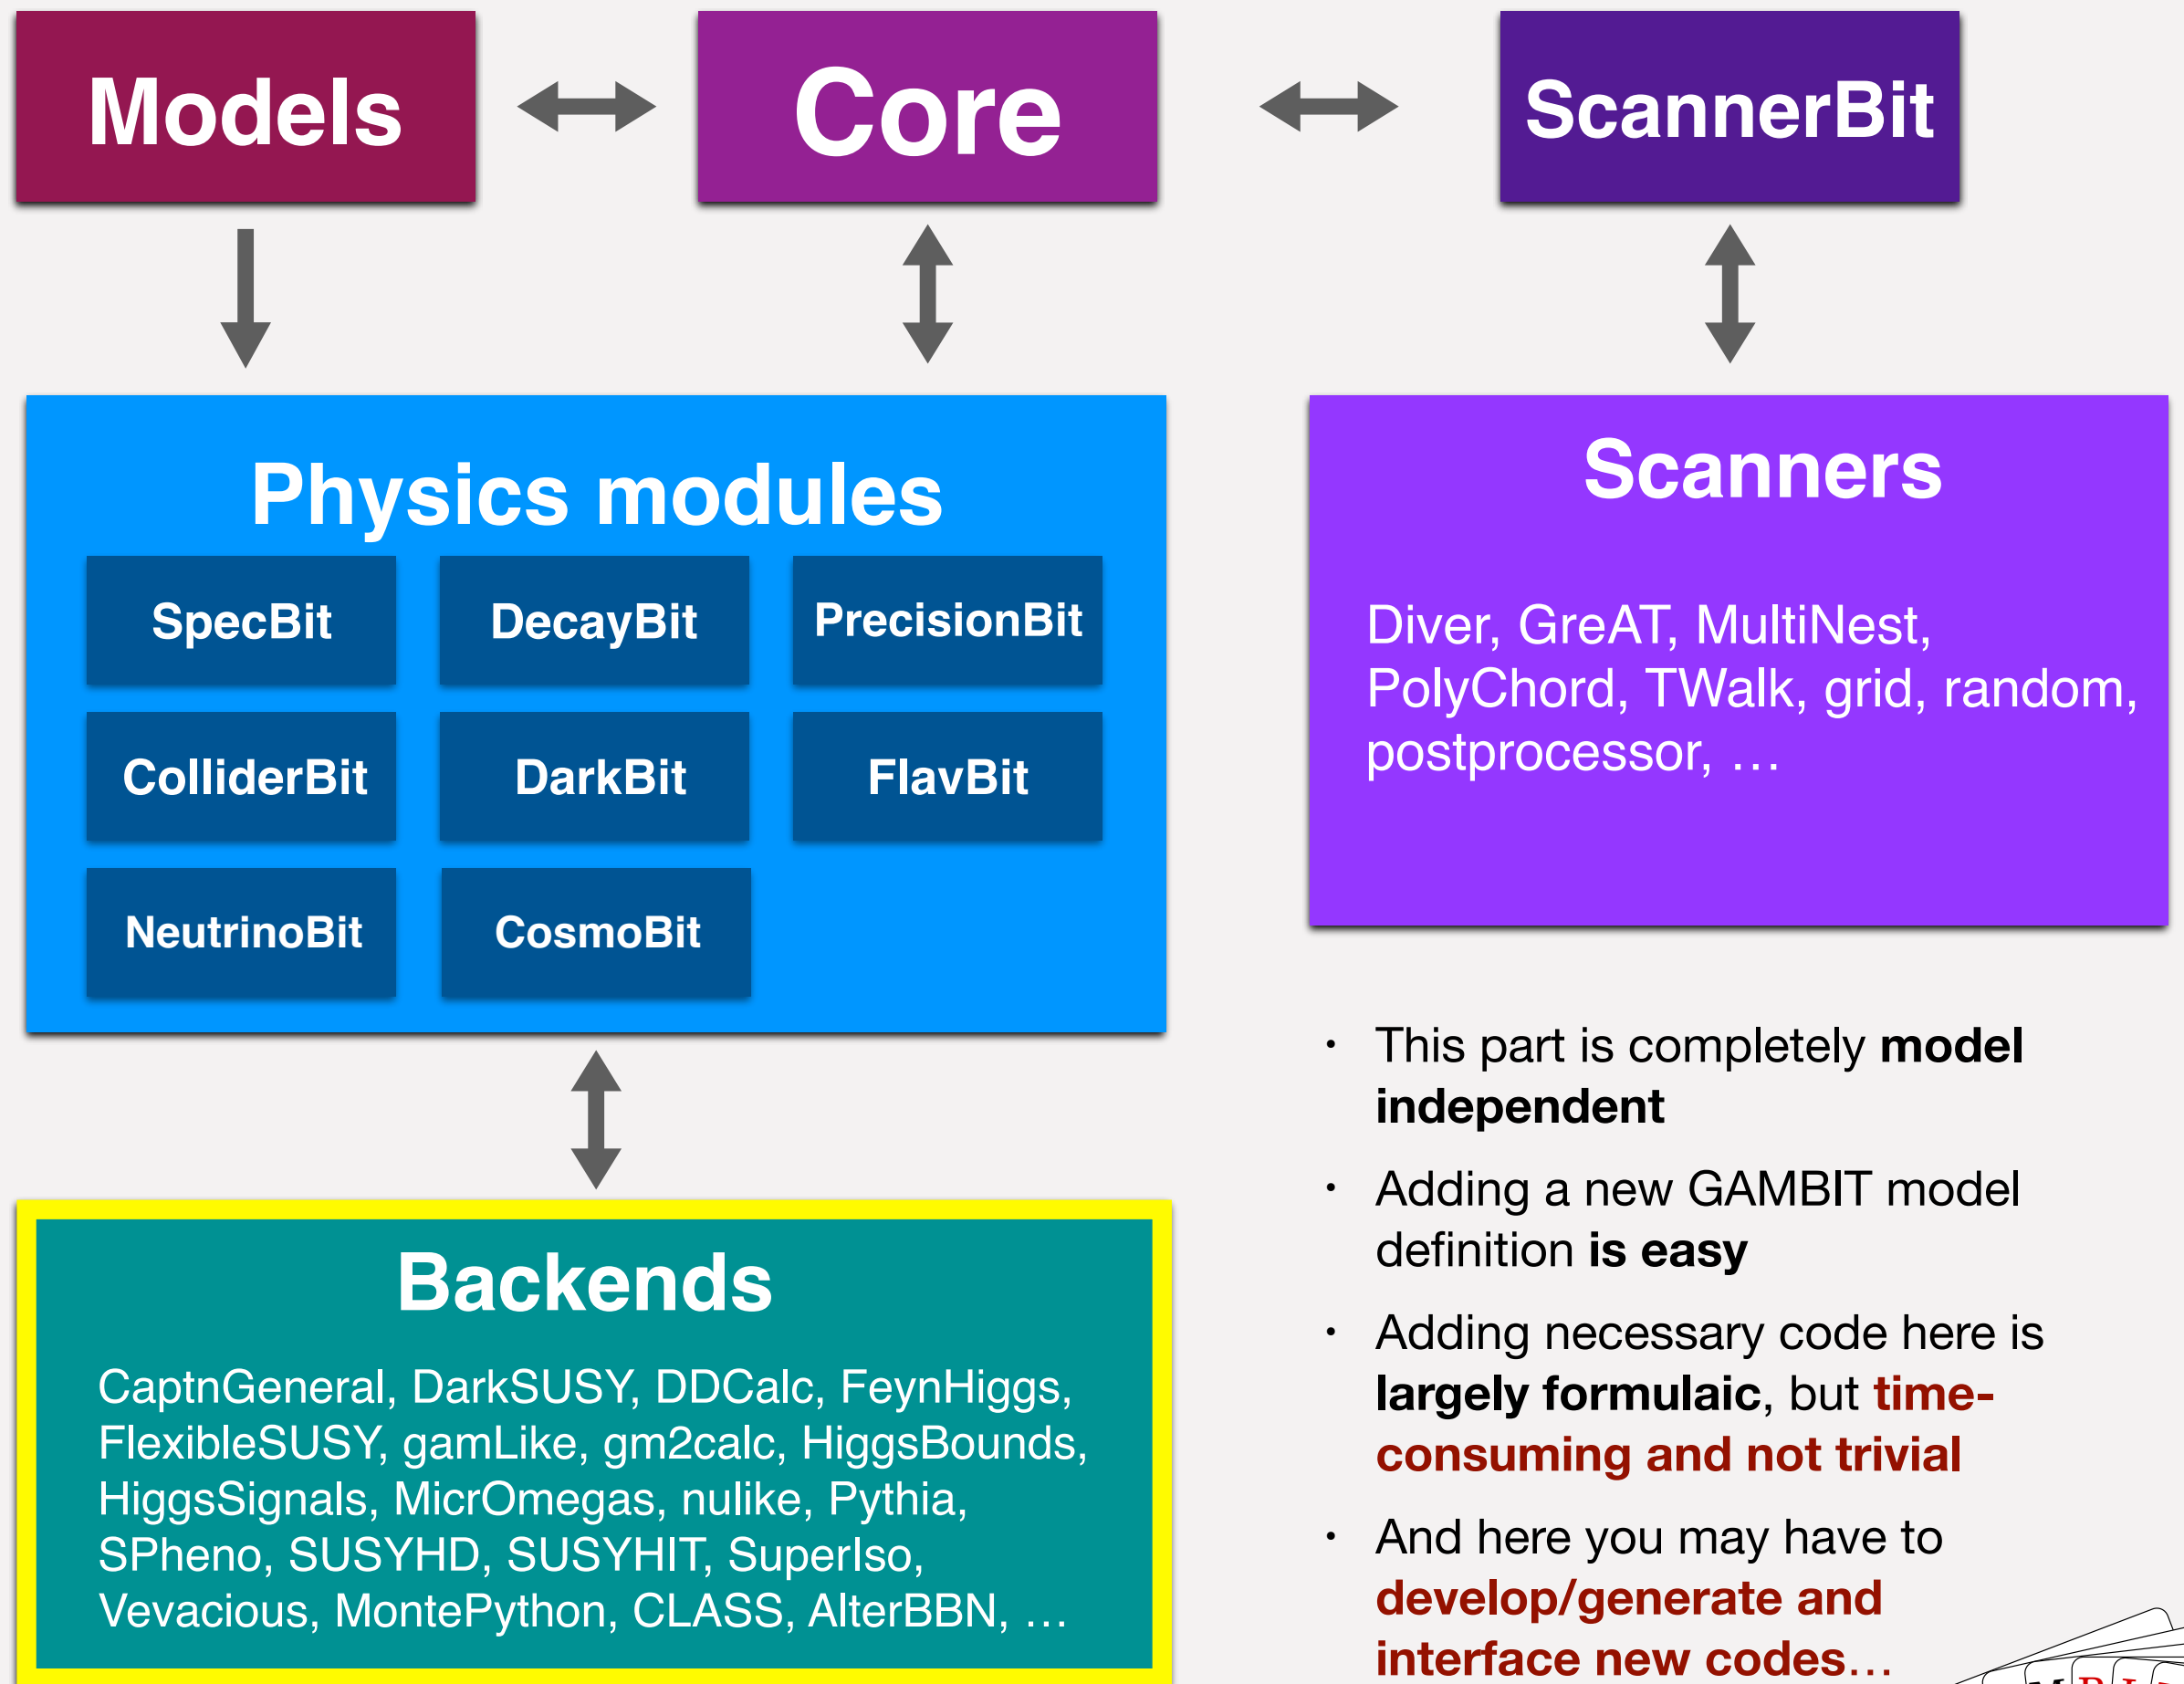 Models
Core
ScannerBit
Physics modules
SpecBit
DecayBit
PrecisionBit
ColliderBit
DarkBit
FlavBit
NeutrinoBit
CosmoBit
Scanners
Diver, GreAT, MultiNest,
PolyChord, TWalk, grid, random,
postprocessor, …
Backends
CaptnGeneral, DarkSUSY, DDCalc, FeynHiggs,
FlexibleSUSY, gamLike, gm2calc, HiggsBounds,
HiggsSignals, MicrOmegas, nulike, Pythia,
SPheno, SUSYHD, SUSYHIT, SuperIso,
Vevacious, MontePython, CLASS, AlterBBN, …
• This part is completely model
independent
• Adding a new GAMBIT model
definition is easy
• Adding necessary code here is
largely formulaic, but time-
consuming and not trivial
• And here you may have to
develop/generate and
interface new codes…